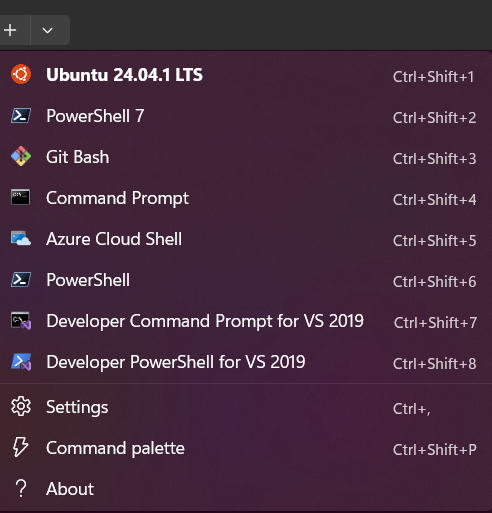 Ubuntu 24.04.1 LTS Ctrl+Shift+1
PowerShell 7 Ctrl+Shift+2
Git Bash Ctrl+Shift+3
Command Prompt Ctrl+Shift+4
Azure Cloud Shell Ctrl+Shift+5
PowerShell Ctrl+Shift+6
Developer Command Prompt for VS 2019 Ctrl+Shift+7
Developer PowerShell for VS 2019 Ctrl+Shift+8
Settings Ctrl+,
Command palette Ctrl+Shift+P
About